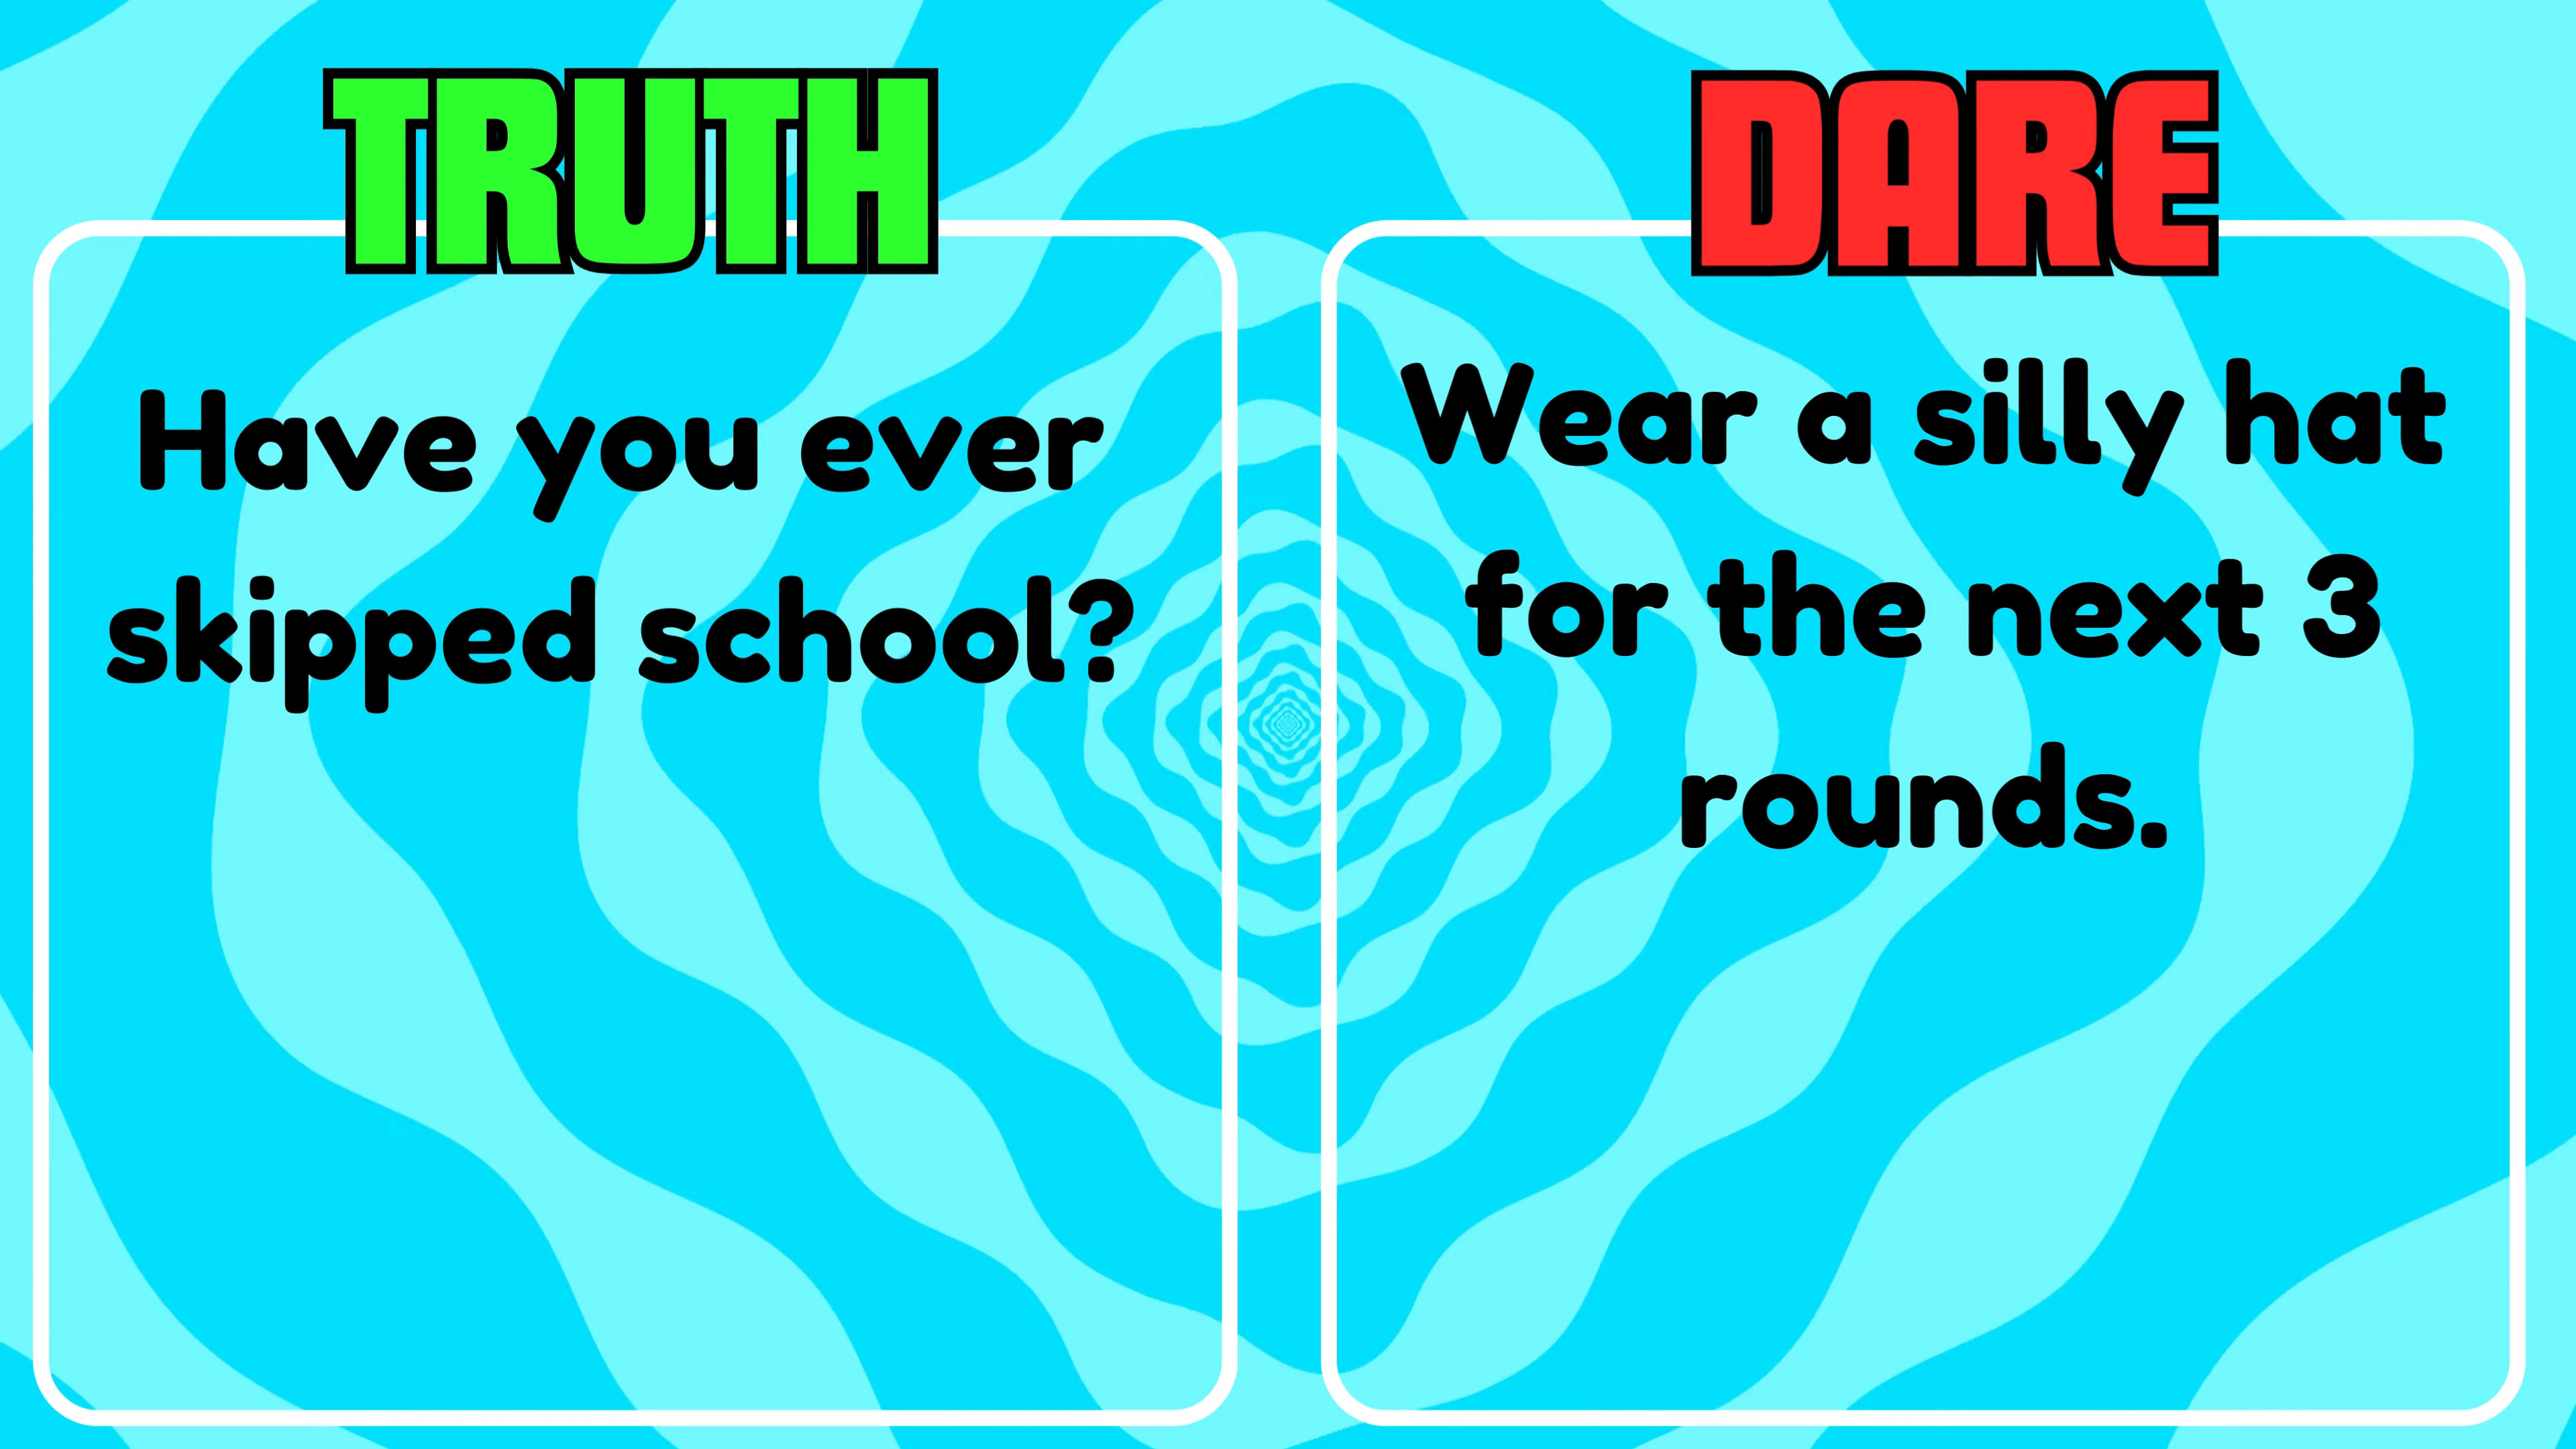 TRUTH
Have you ever
skipped school?
DARE
Wear a silly hat
for the next 3
rounds.